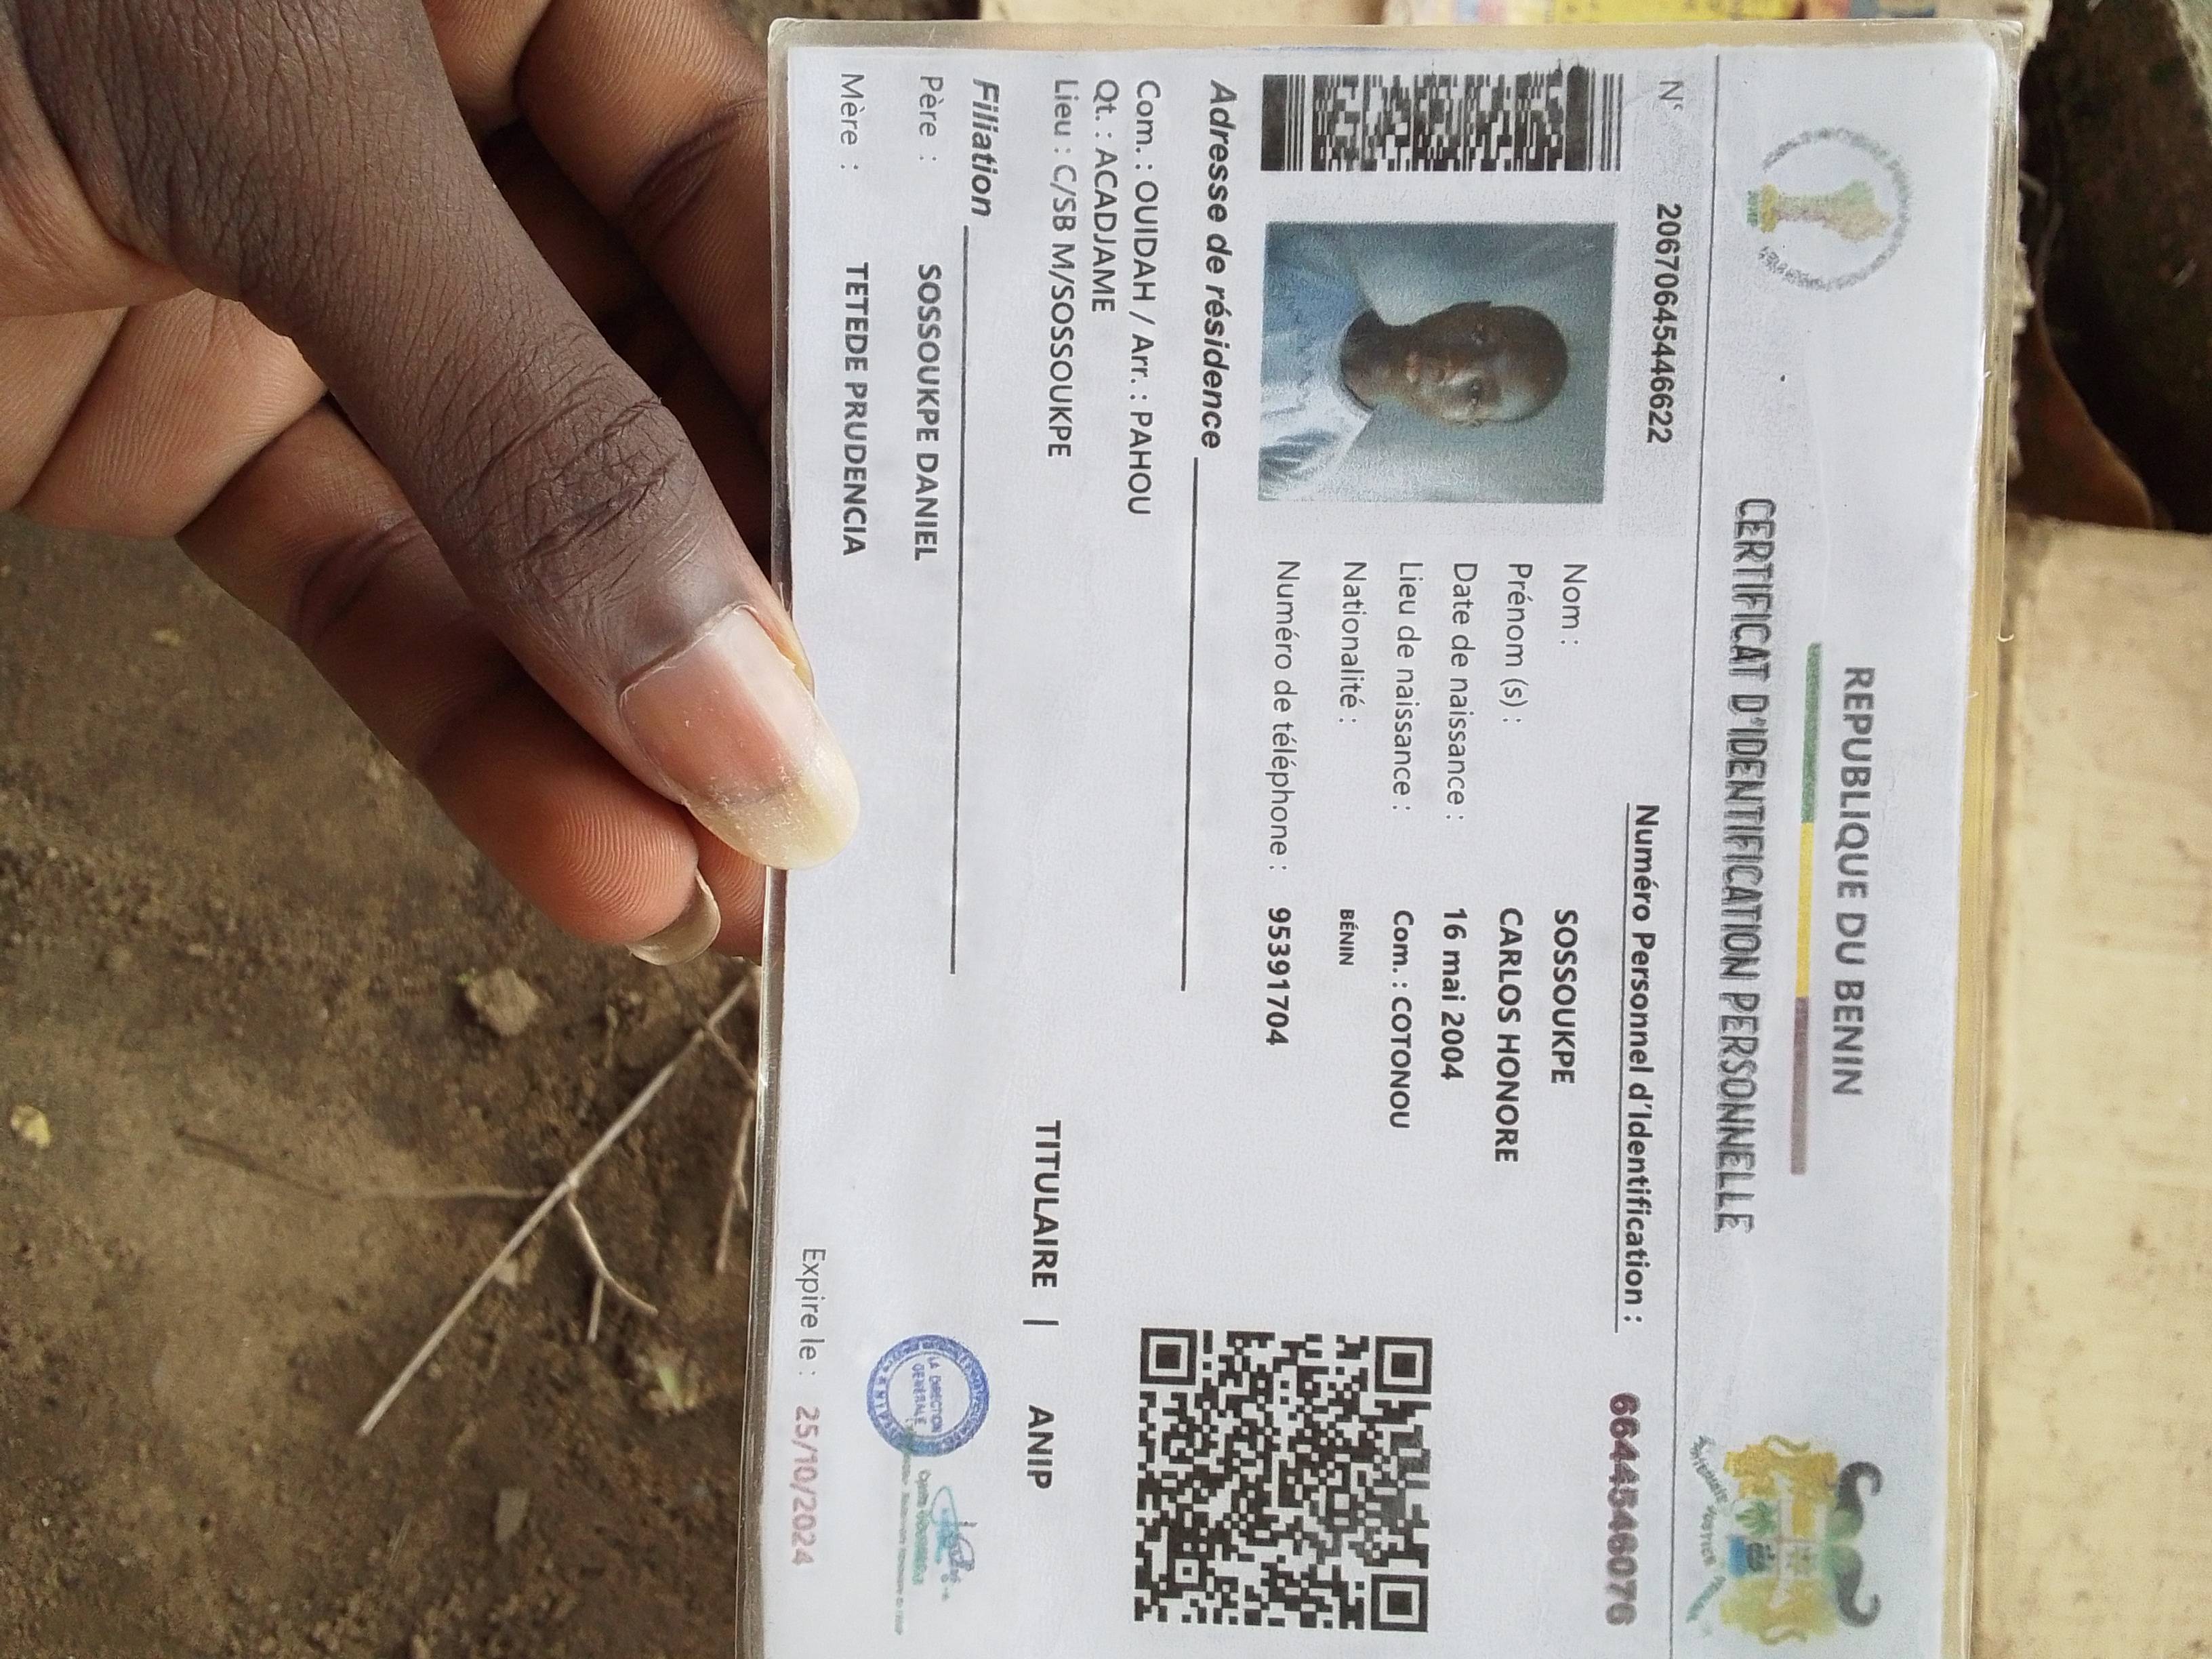 REPUBLIQUE DU BENIN
CERTIFICAT D'IDENTIFICATION PERSONNELLE
N° 2067064544​6622
Numéro Personnel d'Identification : 6644546076
Nom : SOSSOUKPE
Prénom (s) : CARLOS HONORE
Date de naissance : 16 mai 2004
Lieu de naissance : Com. : COTONOU
Nationalité : BÉNIN
Numéro de téléphone : 95391704
Adresse de résidence
Com. : OUIDAH / Arr. : PAHOU
Qt. : ACADJAME
Lieu : C/SB M/SOSSOUKPE
TITULAIRE | ANIP
Filiation
Père : SOSSOUKPE DANIEL
Mère : TETEDE PRUDENCIA
LA DIRECTION
GENERALE
Expire le : 25/10/2024